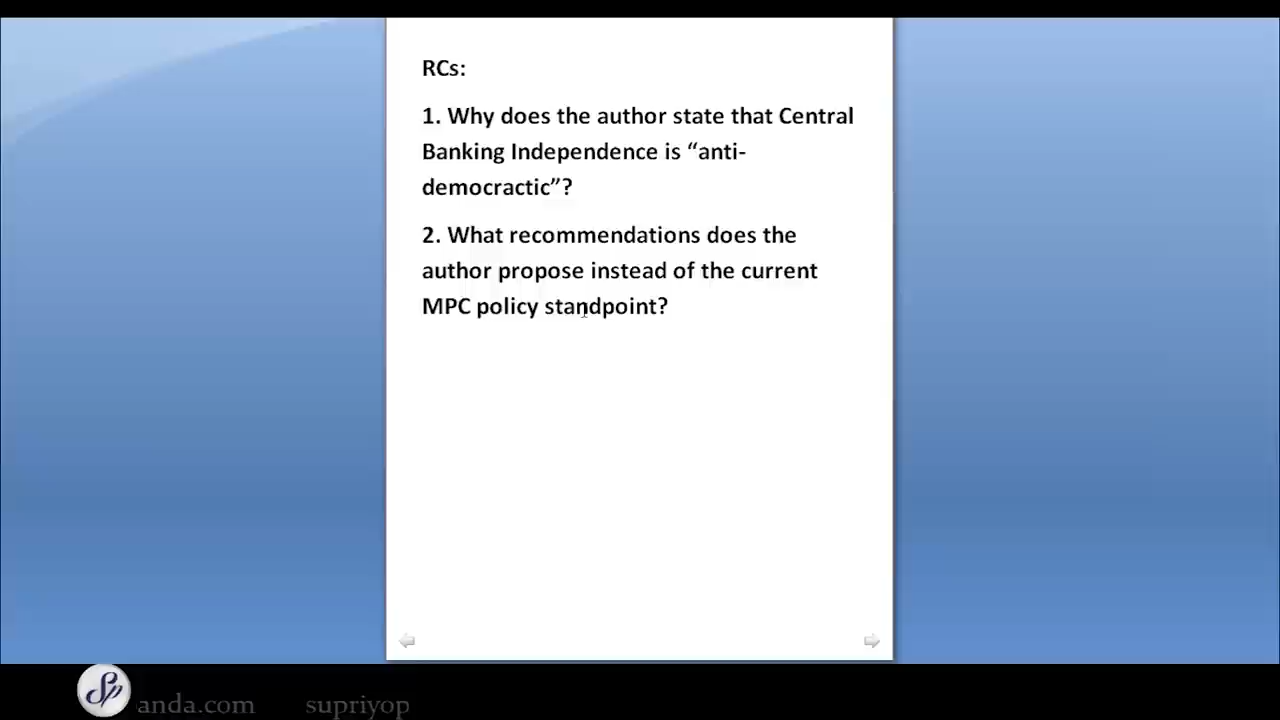 RCs:
1. Why does the author state that Central
Banking Independence is “anti-
democractic”?
2. What recommendations does the
author propose instead of the current
MPC policy standpoint?
anda.com supriyop